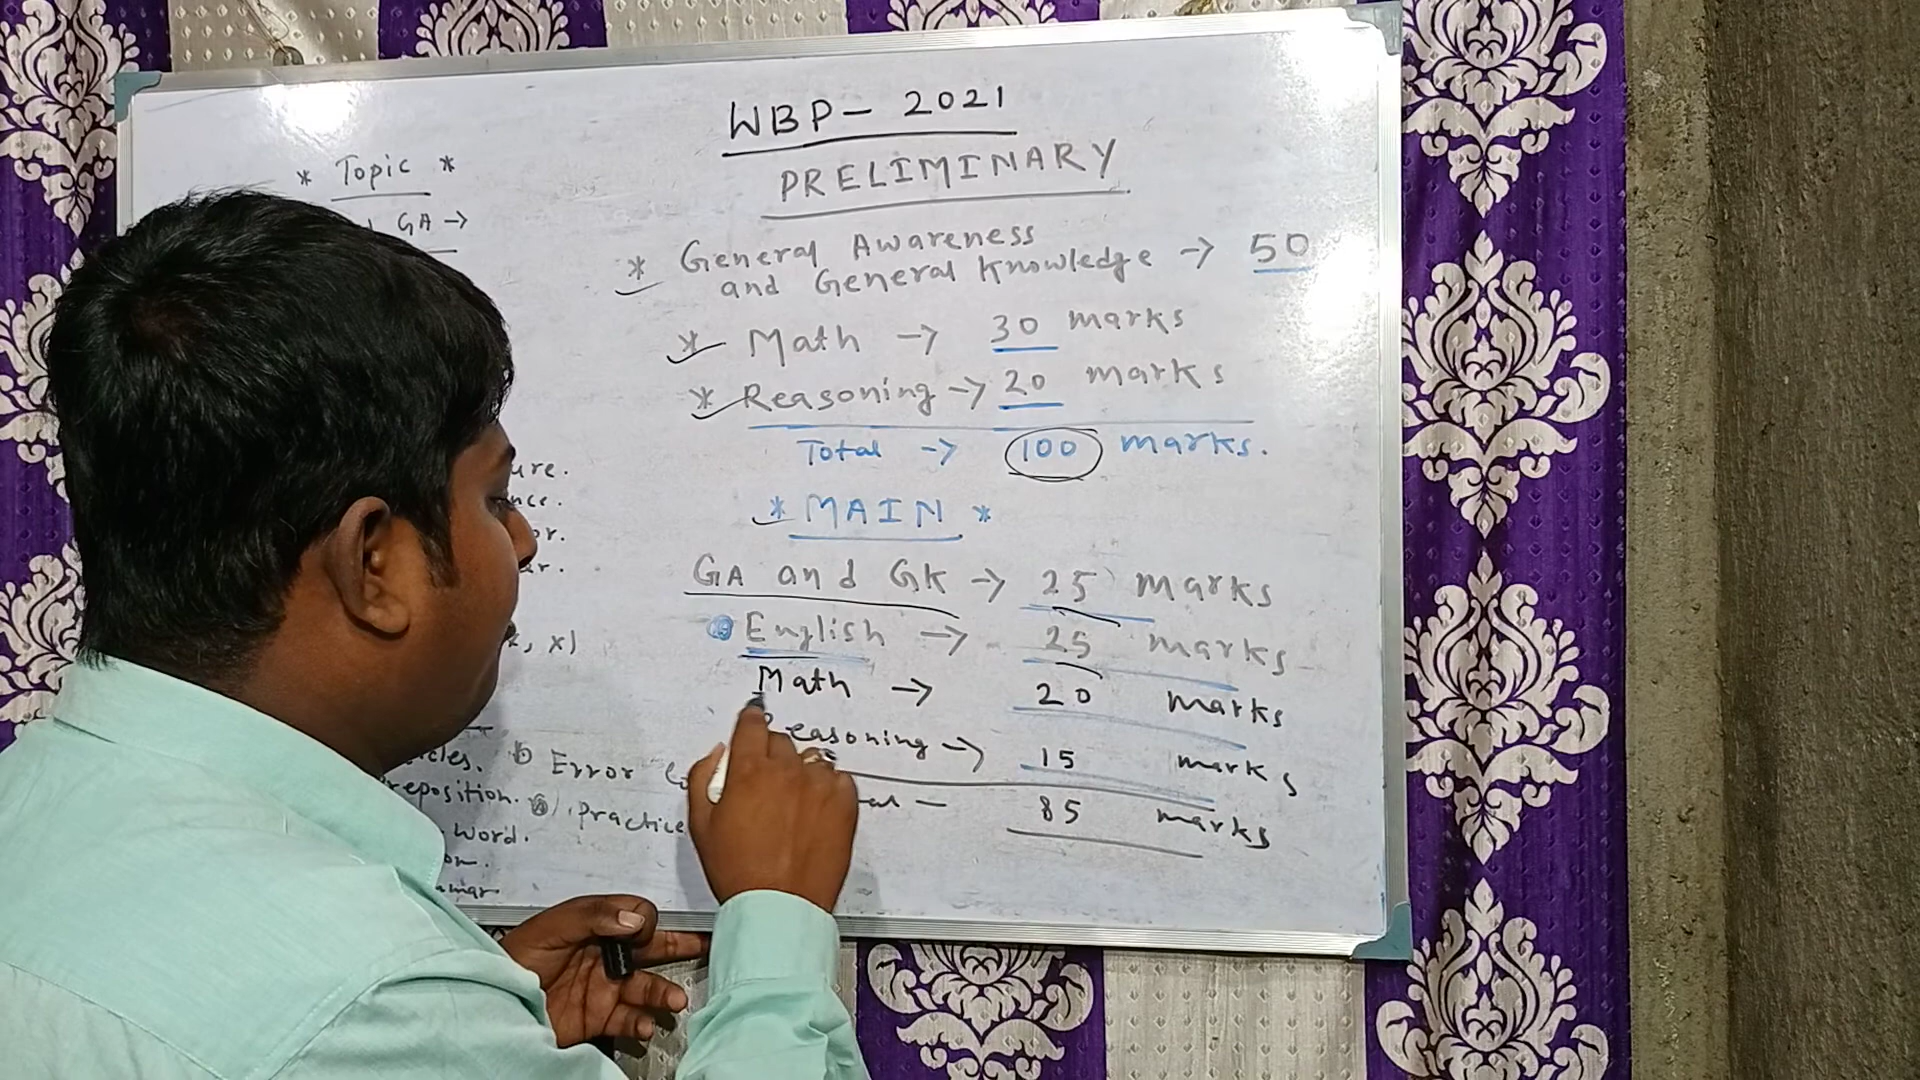 WBP - 2021
PRELIMINARY
* General Awareness
and General Knowledge → 50
* Math → 30 marks
* Reasoning → 20 marks
Total → 100 marks.
* MAIN *
GA and GK → 25 marks
English → 25 marks
Math → 20 marks
Reasoning → 15 marks
85 marks
* Topic *
GA →
x)
Error
reposition. practice
word.